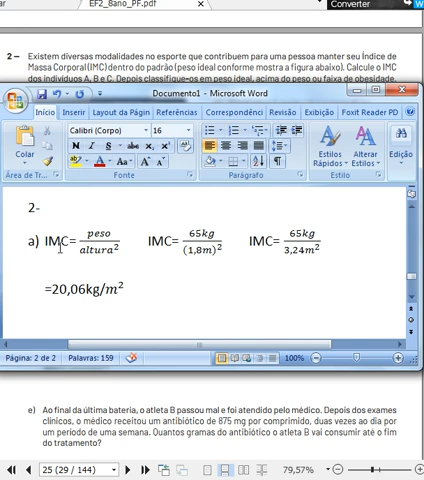 EF2_8ano_PF.pdf
Converter
2 – Existem diversas modalidades no esporte que contribuem para uma pessoa manter seu Índice de
Massa Corporal (IMC) dentro do padrão (peso ideal conforme mostra a figura abaixo). Calcule o IMC
dos indivíduos A, B e C. Depois classifique-os em peso ideal, acima do peso ou faixa de obesidade.
Documento1 - Microsoft Word
Início Inserir Layout da Págin Referências Correspondênci Revisão Exibição Foxit Reader PD
Calibri (Corpo) 16
N I S abe x₂ x²
Colar
Estilos Rápidos Alterar Estilos Edição
Área de Tr... Fonte Parágrafo Estilo
2-
a) IMC= peso/altura² IMC= 65kg/(1,8m)² IMC= 65kg/3,24m²
=20,06kg/m²
Página: 2 de 2 Palavras: 159 100%
e) Ao final da última bateria, o atleta B passou mal e foi atendido pelo médico. Depois dos exames
clínicos, o médico receitou um antibiótico de 875 mg por comprimido, duas vezes ao dia por
um período de uma semana. Quantos gramas do antibiótico o atleta B vai consumir até o fim
do tratamento?
25 (29 / 144) 79,57%